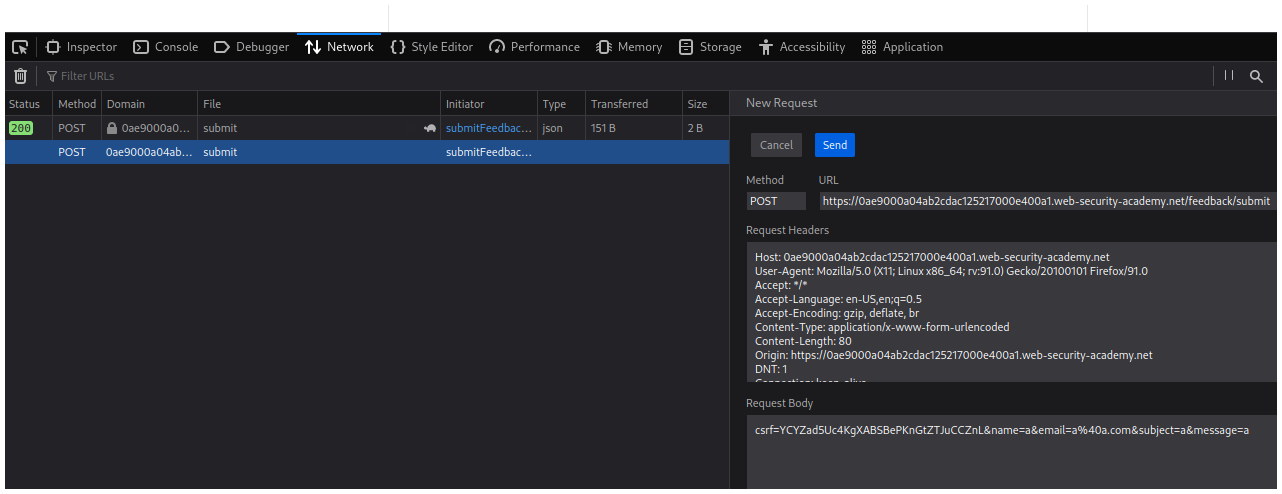 Inspector Console Debugger Network Style Editor Performance Memory Storage Accessibility Application
Filter URLs
Status Method Domain File Initiator Type Transferred Size
200 POST 0ae9000a0... submit submitFeedbac... json 151 B 2 B
POST 0ae9000a04ab... submit submitFeedbac...
New Request
Cancel Send
Method URL
POST https://0ae9000a04ab2cdac125217000e400a1.web-security-academy.net/feedback/submit
Request Headers
Host: 0ae9000a04ab2cdac125217000e400a1.web-security-academy.net
User-Agent: Mozilla/5.0 (X11; Linux x86_64; rv:91.0) Gecko/20100101 Firefox/91.0
Accept: */*
Accept-Language: en-US,en;q=0.5
Accept-Encoding: gzip, deflate, br
Content-Type: application/x-www-form-urlencoded
Content-Length: 80
Origin: https://0ae9000a04ab2cdac125217000e400a1.web-security-academy.net
DNT: 1
Connection: keep-alive
Request Body
csrf=YCYZad5Uc4KgXABSBePKnGtZTJuCCZnL&name=a&email=a%40a.com&subject=a&message=a